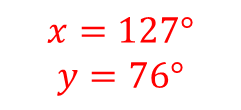 x = 127°
y = 76°